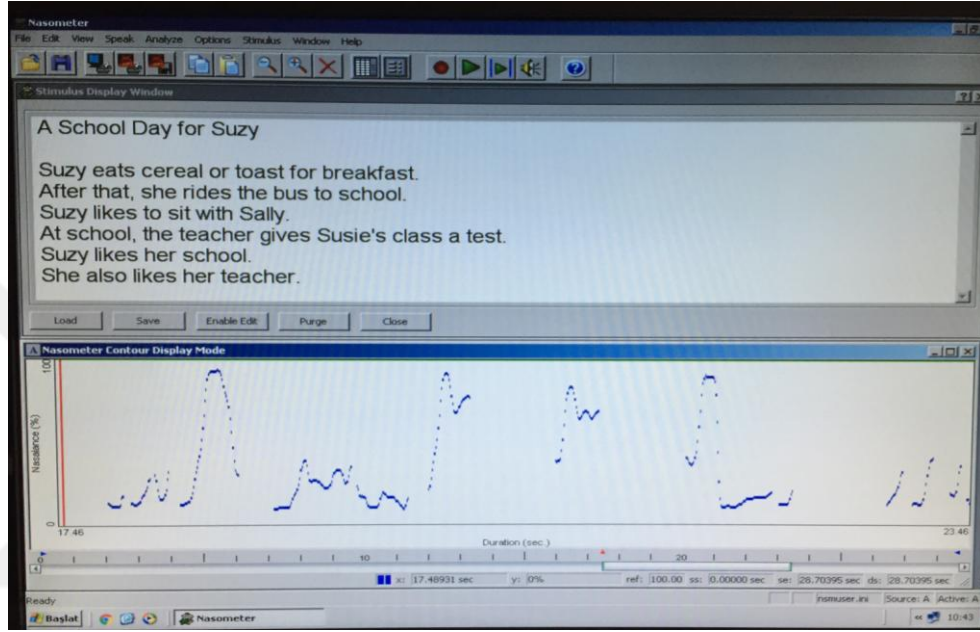 Nasometer
File Edit View Speak Analyze Options Stimulus Window Help
Stimulus Display Window
A School Day for Suzy
Suzy eats cereal or toast for breakfast.
After that, she rides the bus to school.
Suzy likes to sit with Sally.
At school, the teacher gives Susie's class a test.
Suzy likes her school.
She also likes her teacher.
Load Save Enable Edit Purge Close
A Nasometer Contour Display Mode
100
Nasalance (%)
0
17.46 23.46
Duration (sec.)
0 10 20
x: 17.48931 sec y: 0% ref: 100.00 ss: 0.00000 sec se: 28.70395 sec ds: 28.70395 sec
Ready nsmuser.ini Source: A Active: A
Başlat Nasometer 10:43